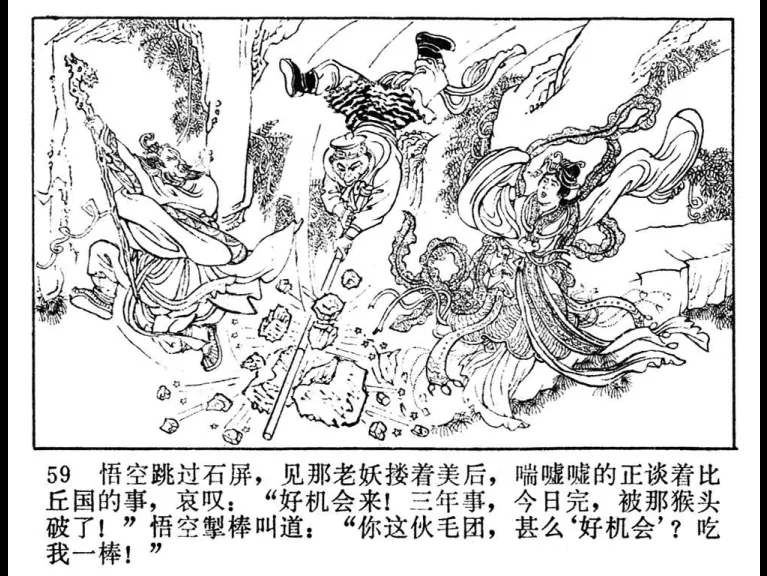 59 悟空跳过石屏，见那老妖搂着美后，喘嘘嘘的正谈着比
丘国的事，哀叹：“好机会来！三年事，今日完，被那猴头
破了！”悟空掣棒叫道：“你这伙毛团，甚么‘好机会’？吃
我一棒！”